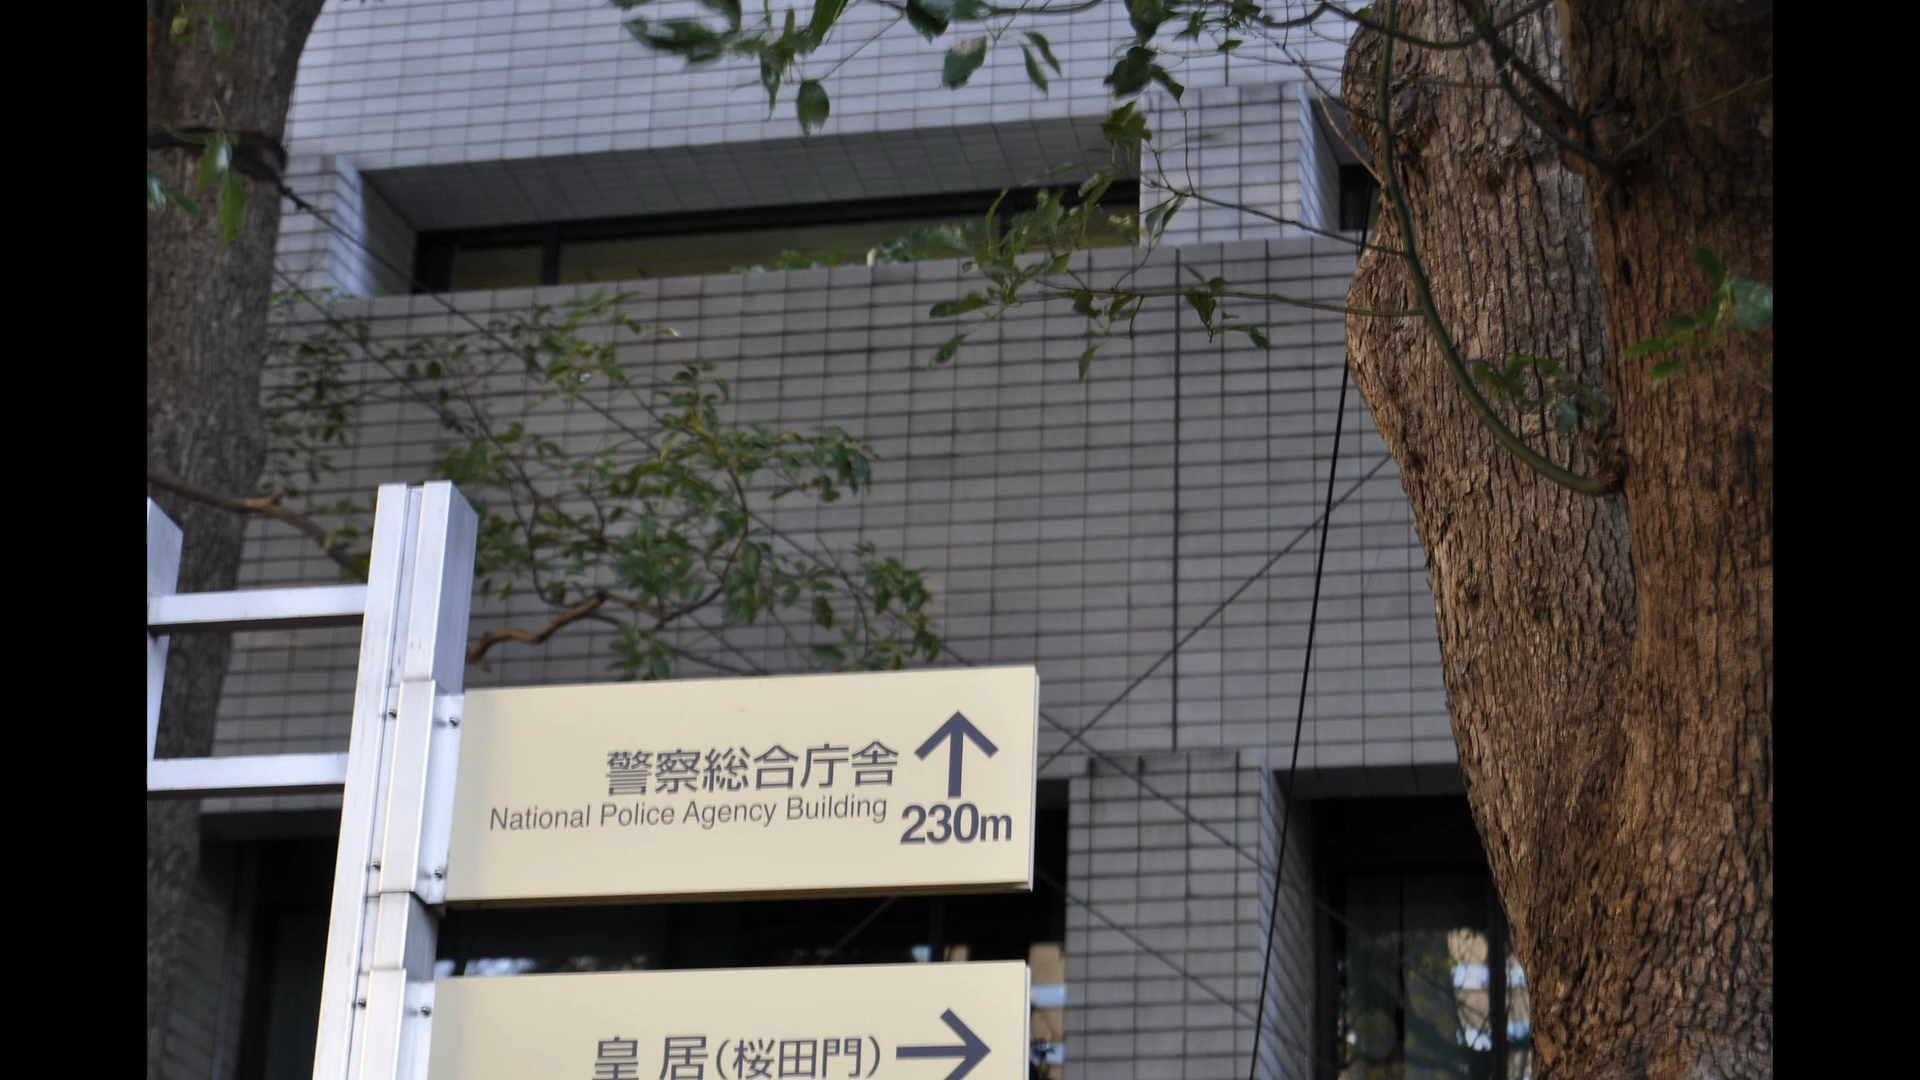 警察総合庁舎
National Police Agency Building
↑
230m
皇居(桜田門) →